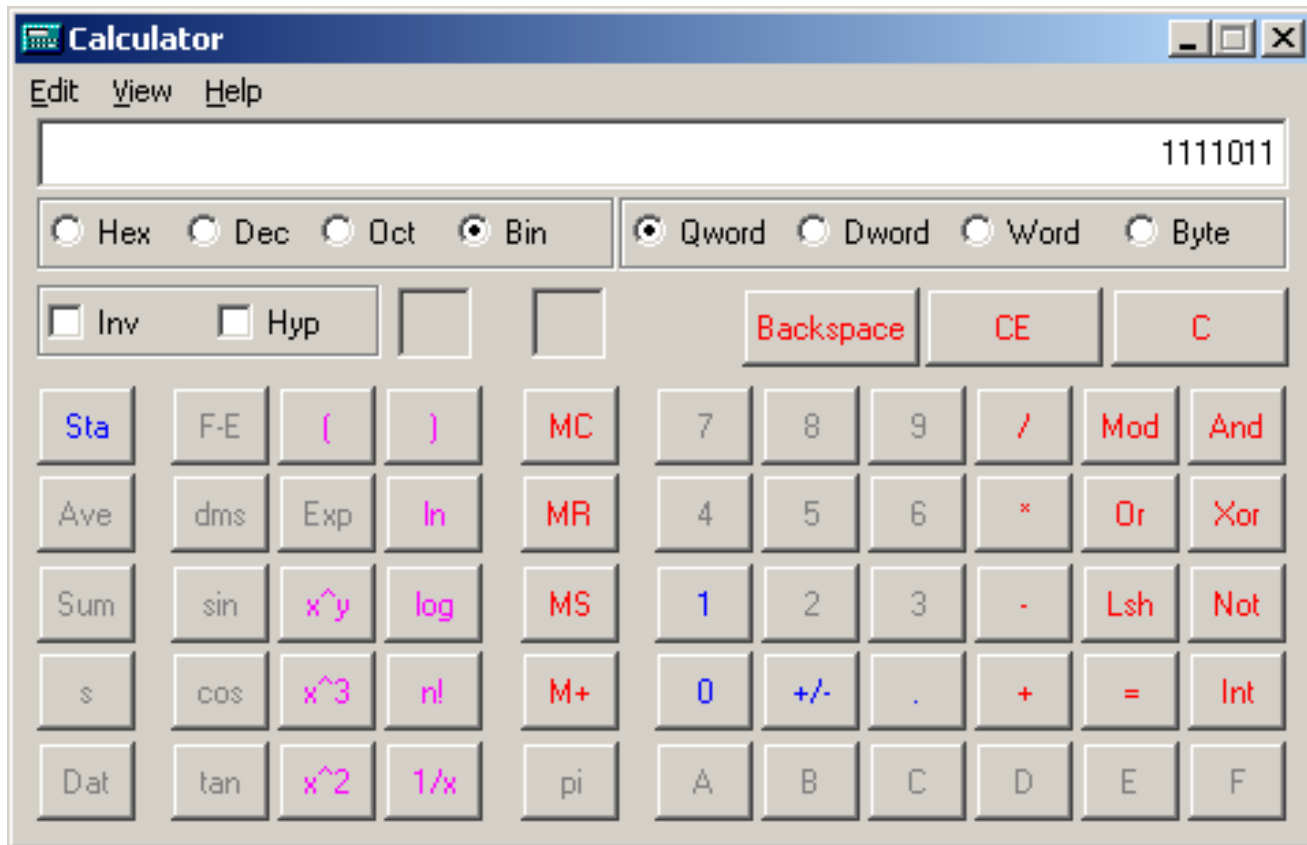 Calculator
Edit View Help
1111011
Hex Dec Oct Bin Qword Dword Word Byte
Inv Hyp Backspace CE C
Sta F-E ( ) MC 7 8 9 / Mod And
Ave dms Exp ln MR 4 5 6 * Or Xor
Sum sin x^y log MS 1 2 3 - Lsh Not
s cos x^3 n! M+ 0 +/- . + = Int
Dat tan x^2 1/x pi A B C D E F